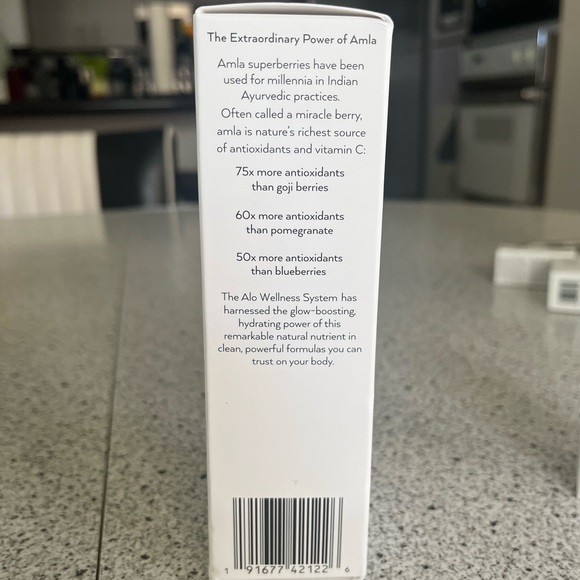 The Extraordinary Power of Amla
Amla superberries have been
used for millennia in Indian
Ayurvedic practices.
Often called a miracle berry,
amla is nature's richest source
of antioxidants and vitamin C:
75x more antioxidants
than goji berries
60x more antioxidants
than pomegranate
50x more antioxidants
than blueberries
The Alo Wellness System has
harnessed the glow-boosting,
hydrating power of this
remarkable natural nutrient in
clean, powerful formulas you can
trust on your body.
1 91677 42122 6